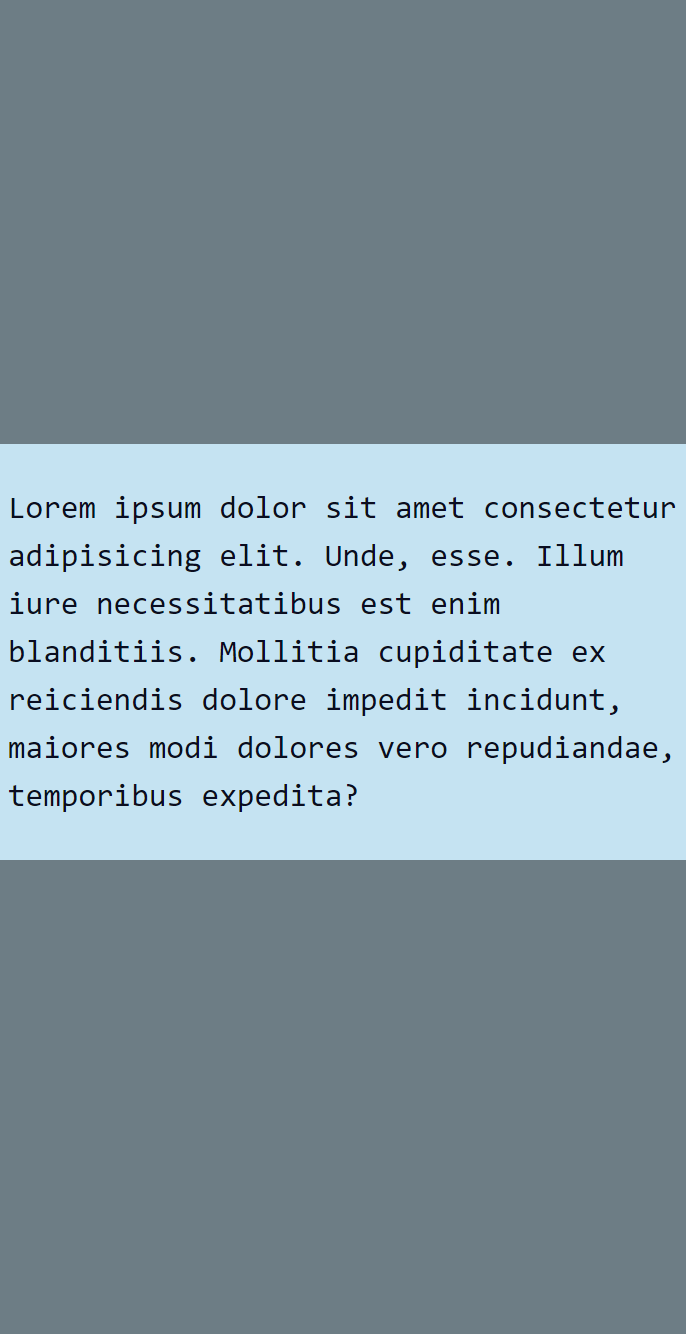 Lorem ipsum dolor sit amet consectetur
adipisicing elit. Unde, esse. Illum
iure necessitatibus est enim
blanditiis. Mollitia cupiditate ex
reiciendis dolore impedit incidunt,
maiores modi dolores vero repudiandae,
temporibus expedita?